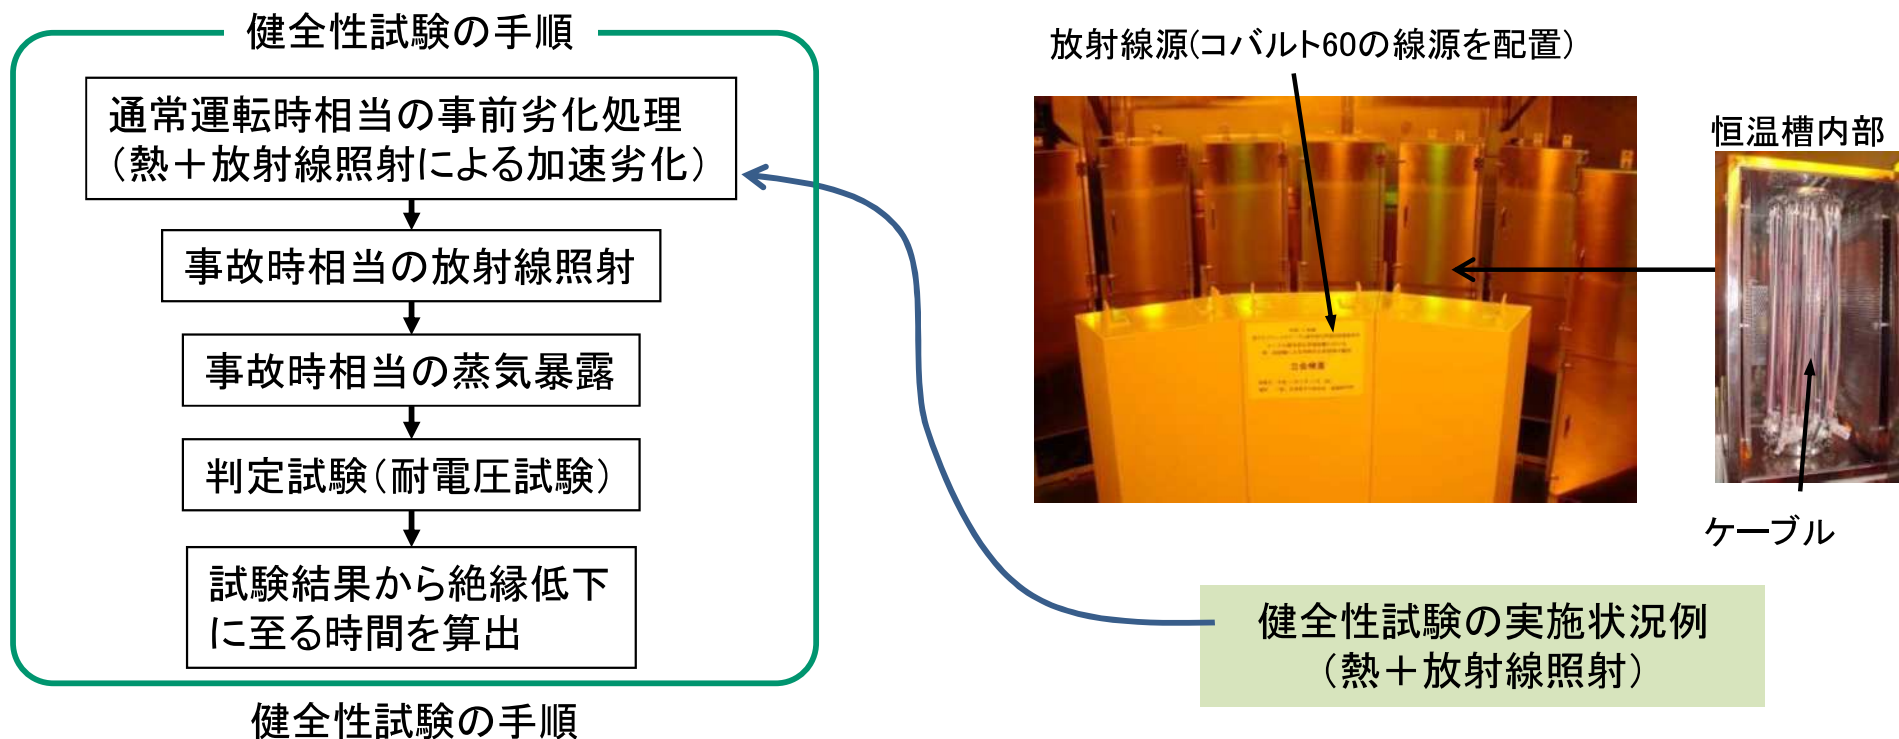 健全性試験の手順
通常運転時相当の事前劣化処理
(熱+放射線照射による加速劣化)
事故時相当の放射線照射
事故時相当の蒸気暴露
判定試験(耐電圧試験)
試験結果から絶縁低下
に至る時間を算出
健全性試験の手順
放射線源(コバルト60の線源を配置)
恒温槽内部
立会検査
ケーブル
健全性試験の実施状況例
(熱+放射線照射)